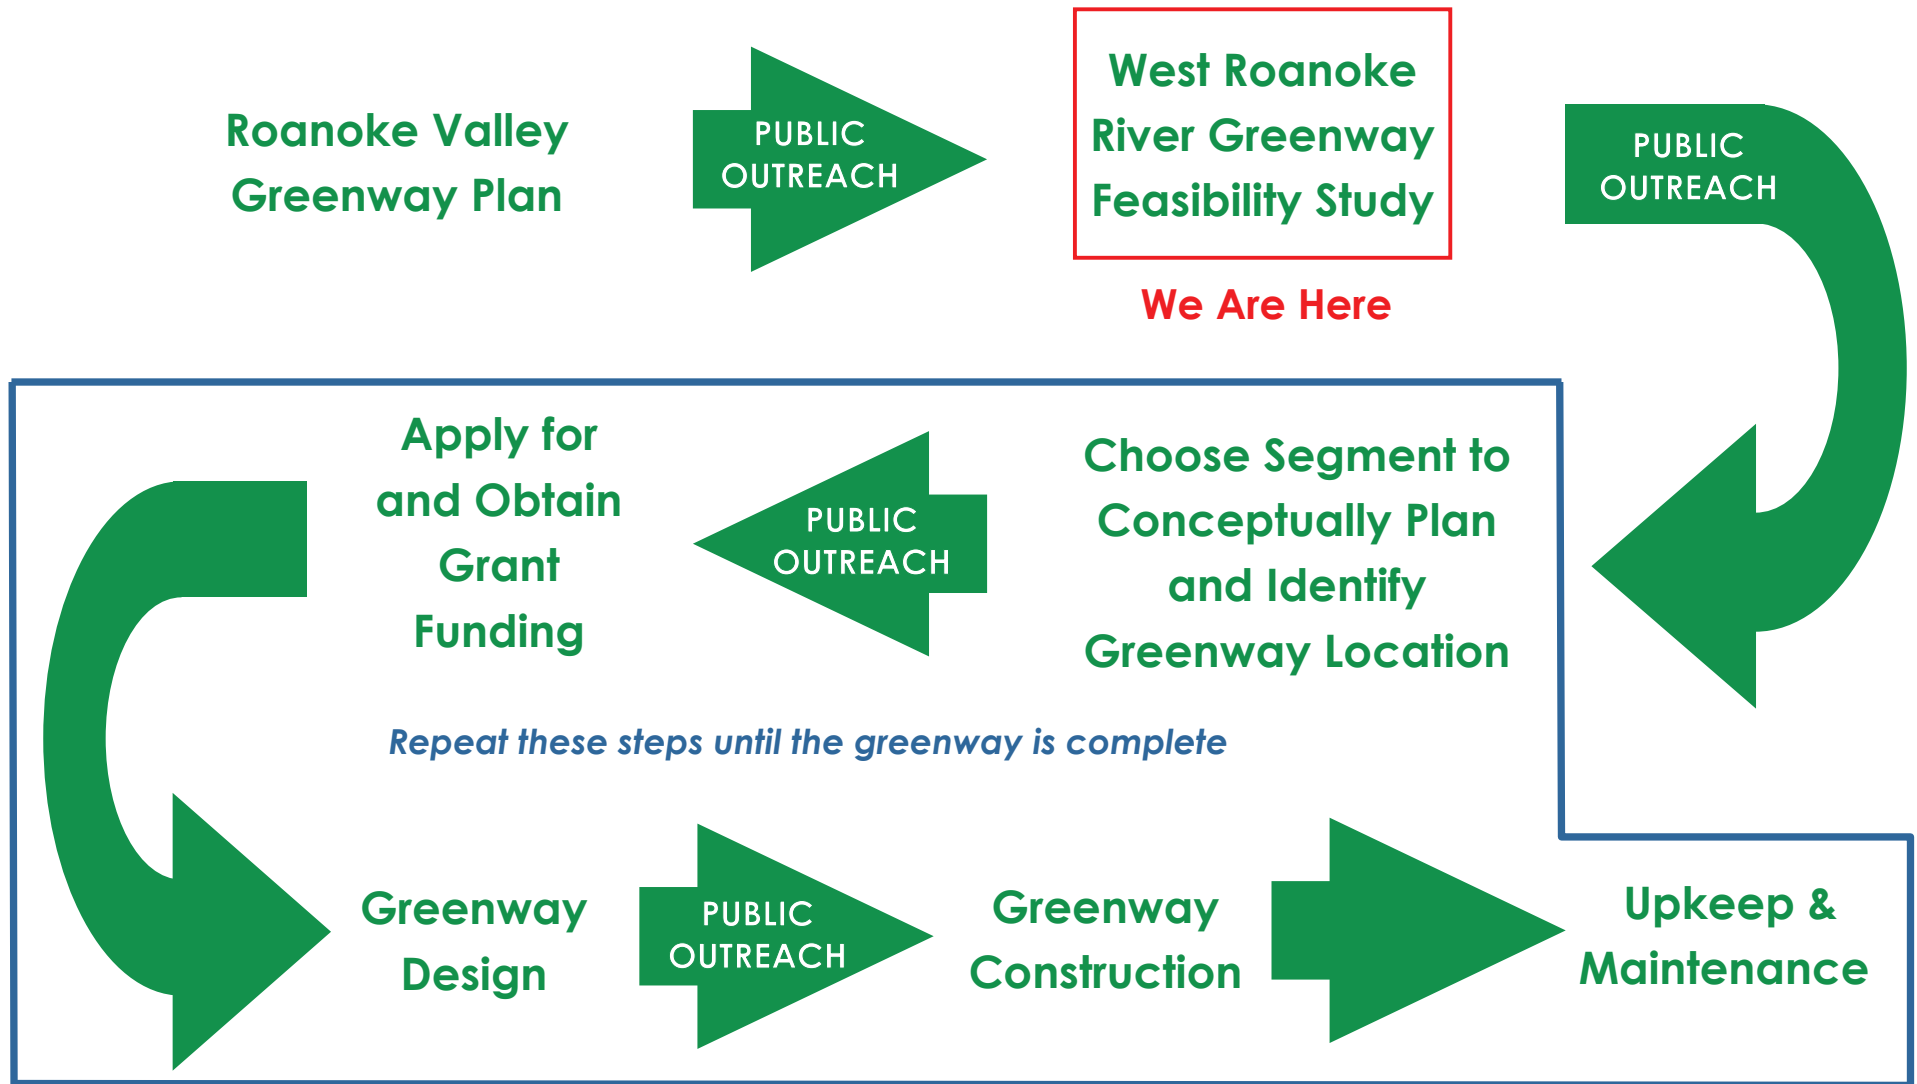 Roanoke Valley
Greenway Plan
PUBLIC
OUTREACH
West Roanoke
River Greenway
Feasibility Study
We Are Here
PUBLIC
OUTREACH
Choose Segment to
Conceptually Plan
and Identify
Greenway Location
PUBLIC
OUTREACH
Apply for
and Obtain
Grant
Funding
Repeat these steps until the greenway is complete
Greenway
Design
PUBLIC
OUTREACH
Greenway
Construction
Upkeep &
Maintenance